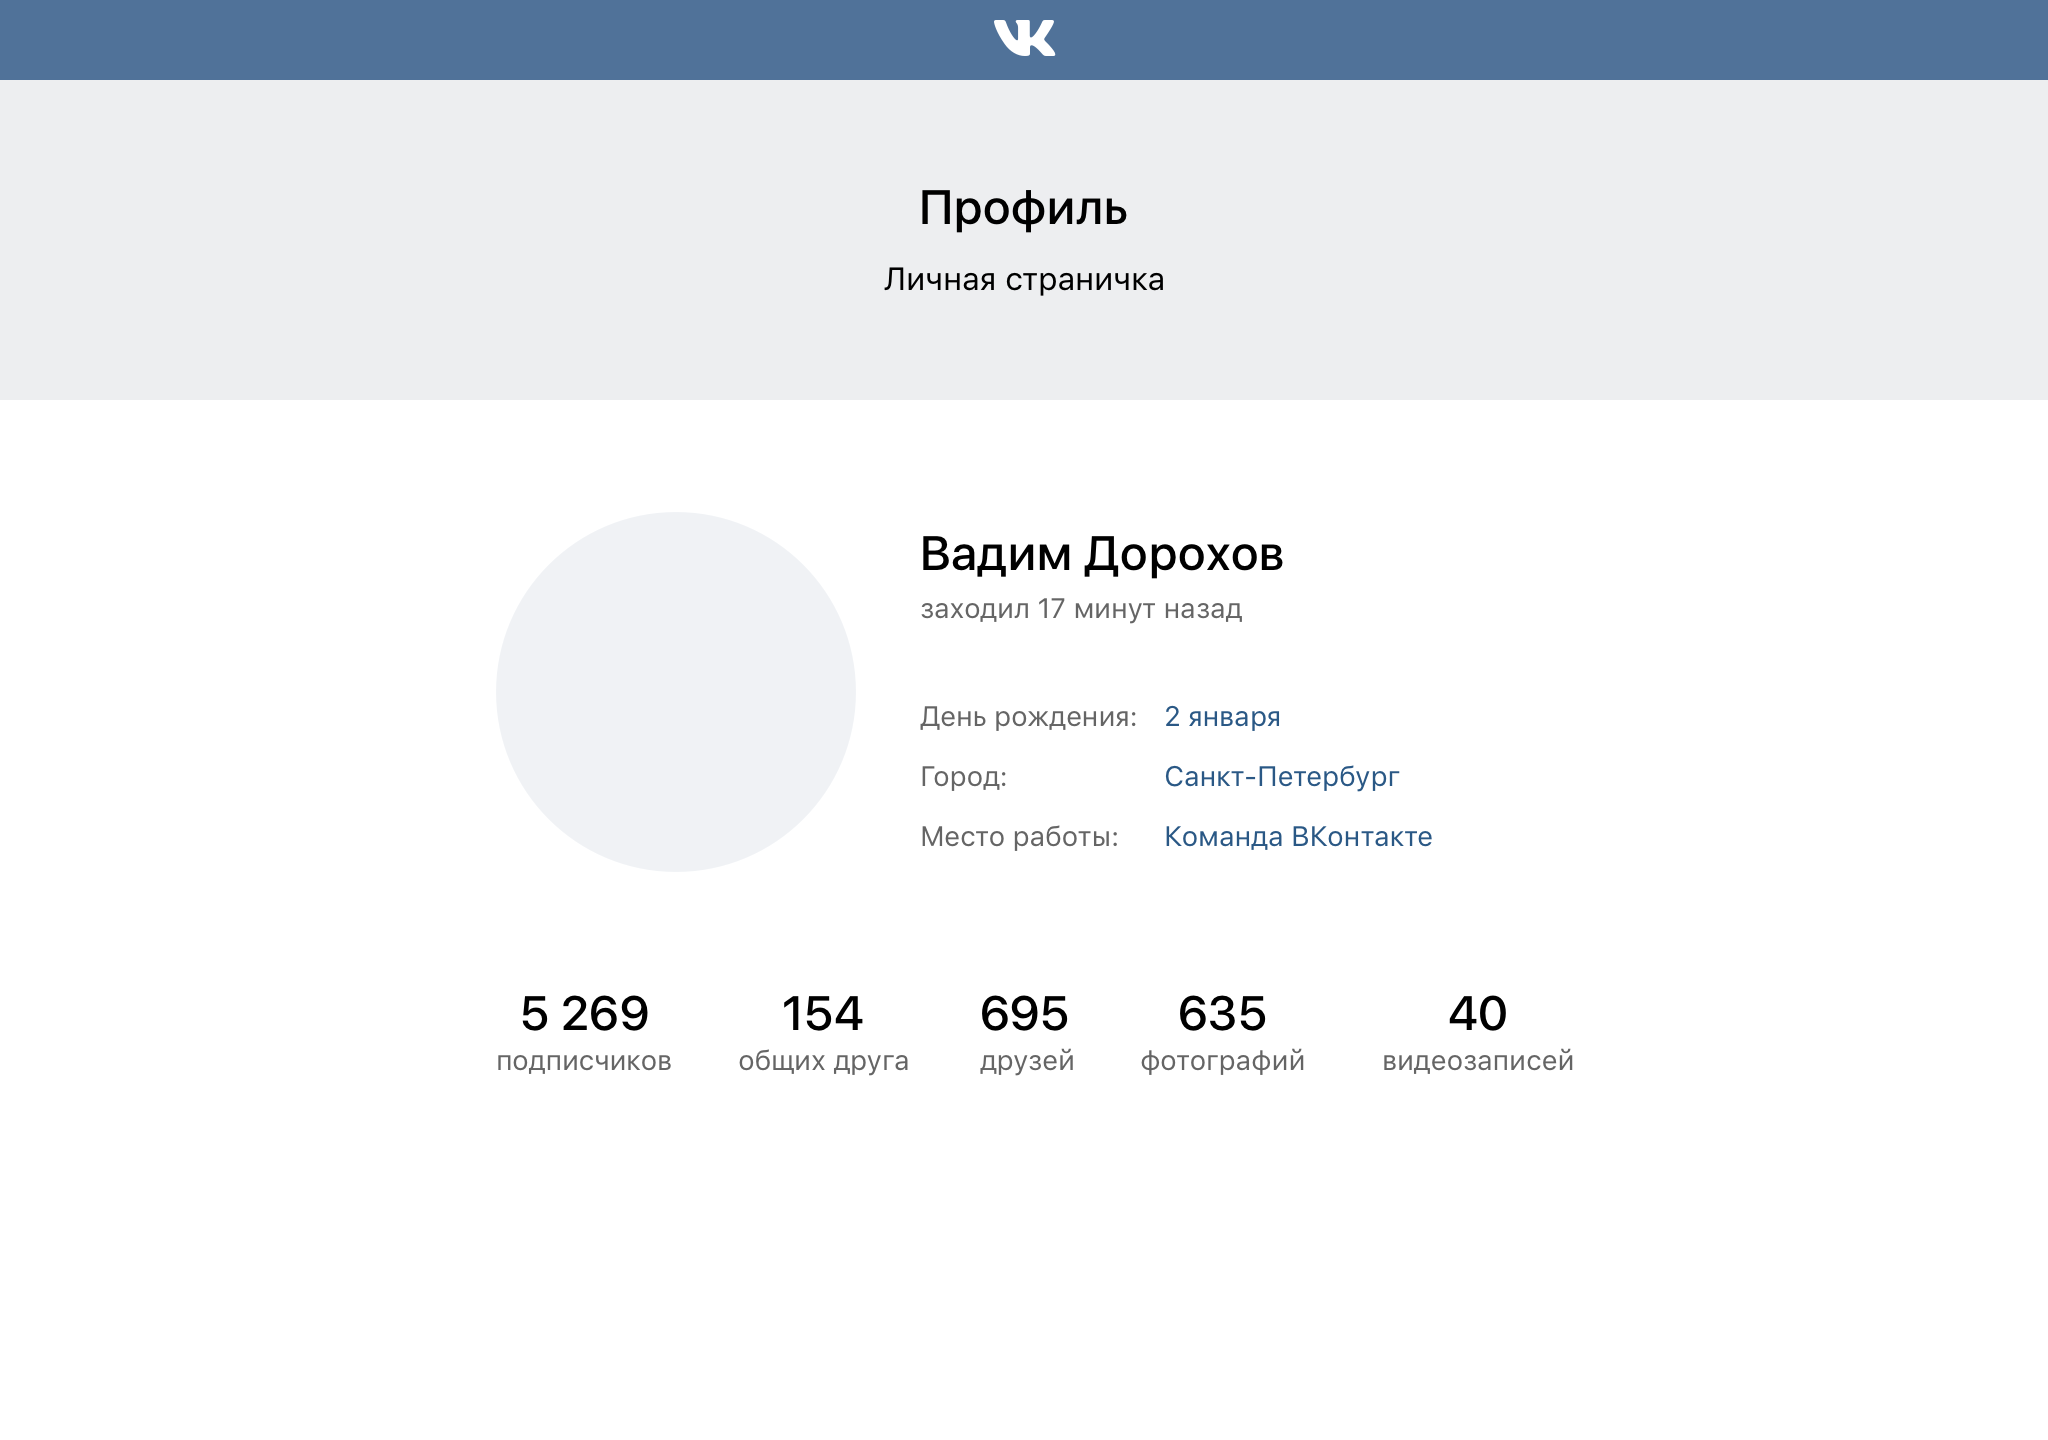 VK
Профиль
Личная страничка
Вадим Дорохов
заходил 17 минут назад
День рождения: 2 января
Город: Санкт-Петербург
Место работы: Команда ВКонтакте
5 269 154 695 635 40
подписчиков общих друга друзей фотографий видеозаписей